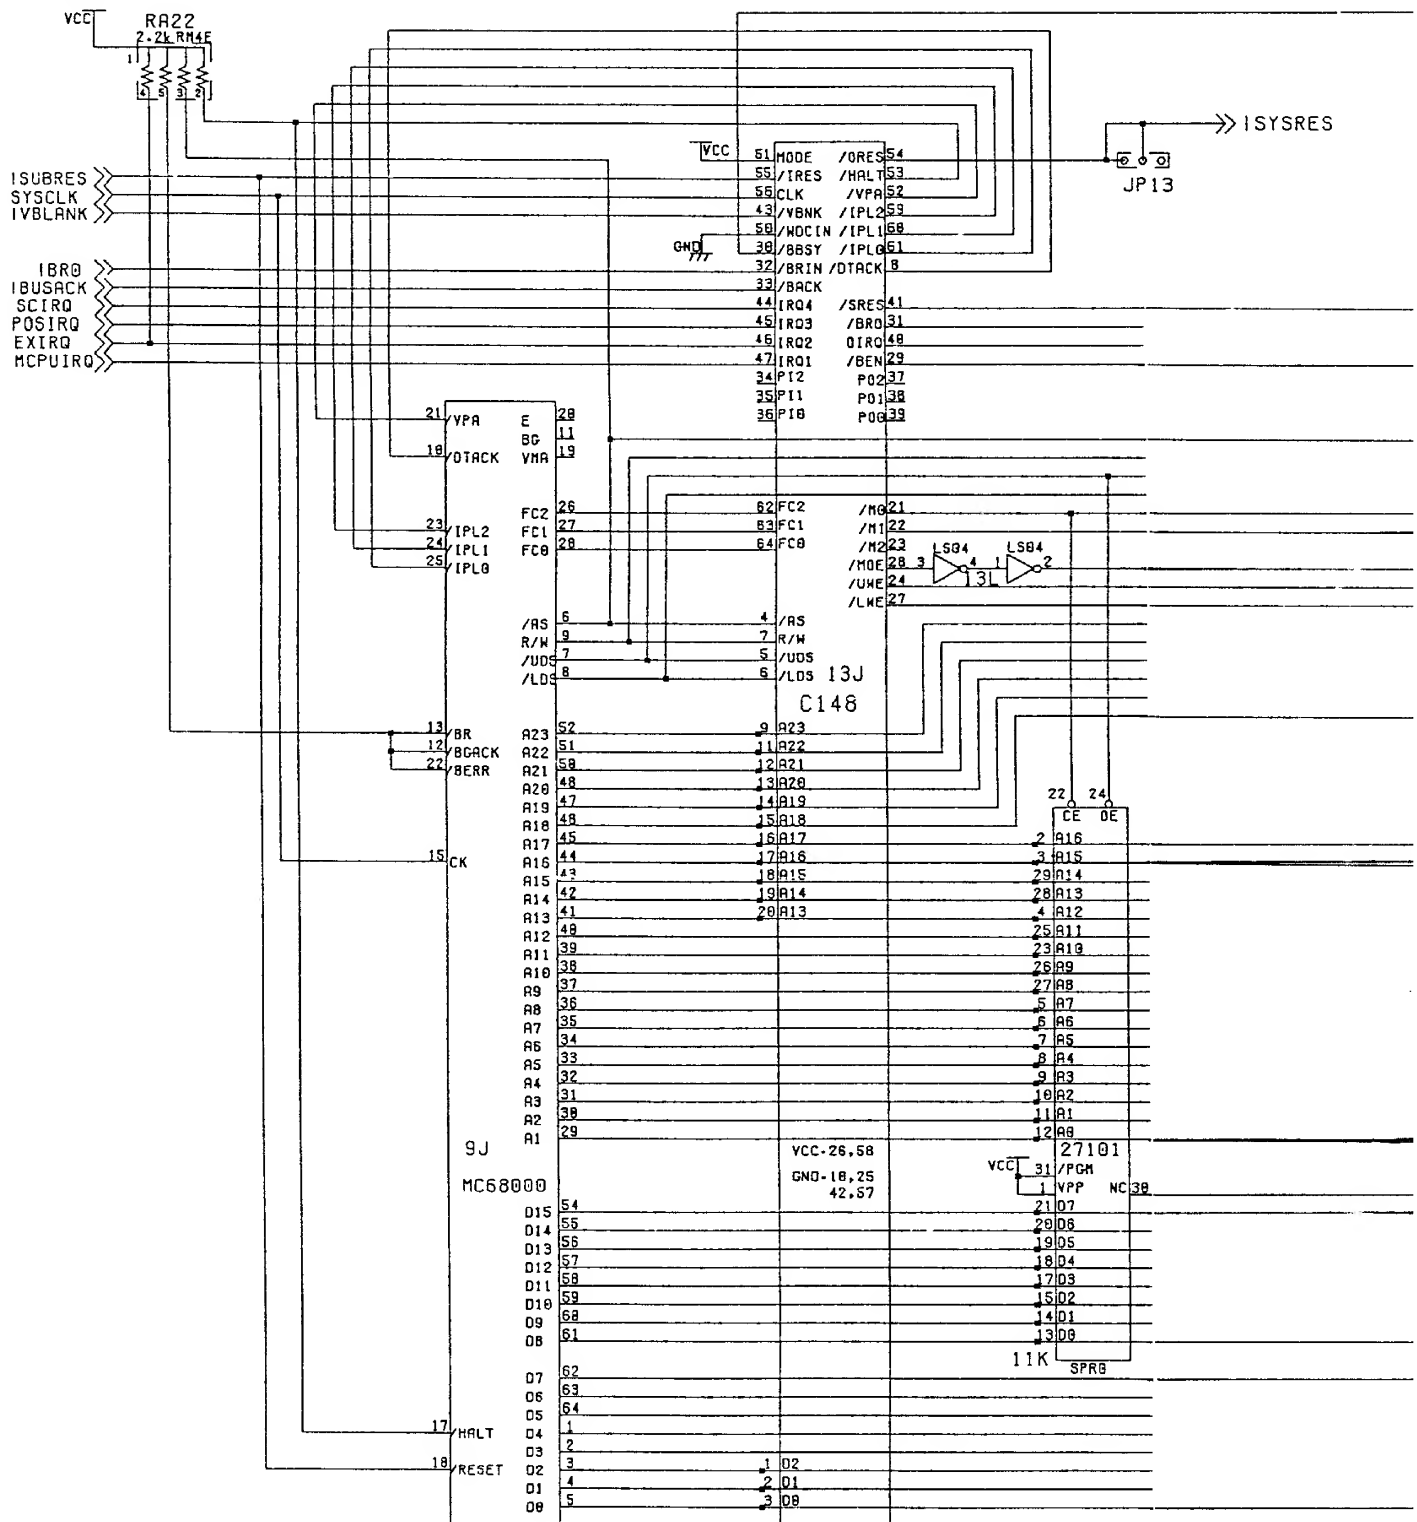 VCC
RA22
2.2k RM4E
1
4 5 3 2
ISYSRES
JP13
ISUBRES
SYSCLK
IVBLANK
IBR0
IBUSACK
SCIRQ
POSIRQ
EXIRQ
MCPUIRQ
VCC
GND
51 MODE /ORES 54
55 /IRES /HALT 53
56 CLK /VPA 52
43 /VBNK /IPL2 59
50 /WDCIN /IPL1 60
30 /BBSY /IPL0 61
32 /BRIN /DTACK 8
33 /BACK
44 IRQ4 /SRES 41
45 IRQ3 /BRO 31
46 IRQ2 OIRQ 40
47 IRQ1 /BEN 29
34 PI2 PO2 37
35 PI1 PO1 38
36 PI0 PO0 39
21 /VPA E 20
BG 11
10 /DTACK VMA 19
FC2 26
23 /IPL2 FC1 27
24 /IPL1 FC0 28
25 /IPL0
62 FC2 /M0 21
63 FC1 /M1 22
64 FC0 /M2 23
/MOE 28
/UWE 24
/LWE 27
LS04 LS04
3 4 1 2
13L
/AS 6
R/W 9
/UDS 7
/LDS 8
4 /AS
7 R/W
5 /UDS
6 /LDS
13J
C148
13 /BR
12 /BGACK
22 /BERR
15 CK
A23 52
A22 51
A21 50
A20 48
A19 47
A18 46
A17 45
A16 44
A15 43
A14 42
A13 41
A12 40
A11 39
A10 38
A9 37
A8 36
A7 35
A6 34
A5 33
A4 32
A3 31
A2 30
A1 29
9 A23
11 A22
12 A21
13 A20
14 A19
15 A18
16 A17
17 A16
18 A15
19 A14
20 A13
22 24
CE OE
2 A16
3 A15
29 A14
28 A13
4 A12
25 A11
23 A10
26 A9
27 A8
5 A7
6 A6
7 A5
8 A4
9 A3
10 A2
11 A1
12 A0
27101
VCC
31 /PGM
1 VPP NC 30
21 D7
20 D6
19 D5
18 D4
17 D3
15 D2
14 D1
13 D0
11K
SPR0
9J
MC68000
VCC-26,58
GND-10,25
42,57
D15 54
D14 55
D13 56
D12 57
D11 58
D10 59
D9 60
D8 61
D7 62
D6 63
D5 64
D4 1
D3 2
D2 3
D1 4
D0 5
17 /HALT
18 /RESET
1 D2
2 D1
3 D0